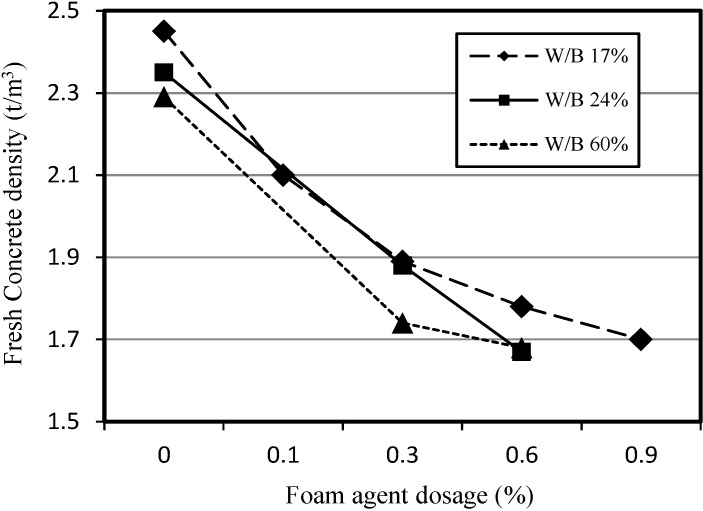 Fresh Concrete density (t/m³)
2.5
2.3
2.1
1.9
1.7
1.5
W/B 17%
W/B 24%
W/B 60%
0 0.1 0.3 0.6 0.9
Foam agent dosage (%)